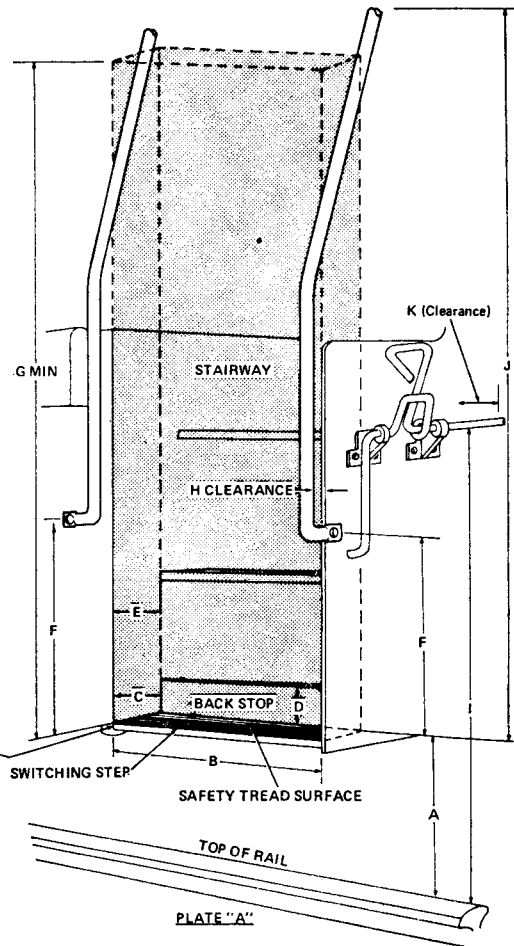 K (Clearance)
J
G MIN
STAIRWAY
H CLEARANCE
E
F
F
C
BACK STOP
D
SWITCHING STEP
B
SAFETY TREAD SURFACE
A
TOP OF RAIL
PLATE "A"